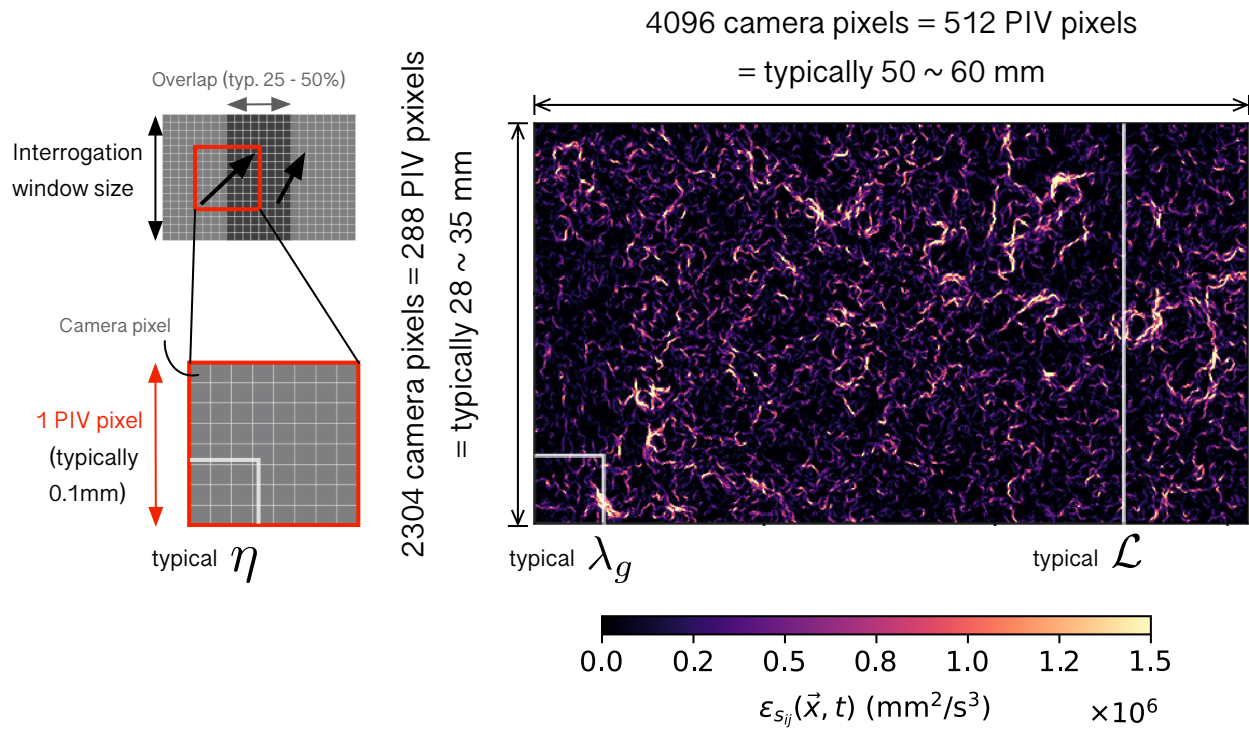 4096 camera pixels = 512 PIV pixels
= typically 50 ~ 60 mm
2304 camera pixels = 288 PIV pxixels
= typically 28 ~ 35 mm
Overlap (typ. 25 - 50%)
Interrogation
window size
Camera pixel
1 PIV pixel
(typically
0.1mm)
typical η
typical λ_g
typical ℒ
0.0 0.2 0.5 0.8 1.0 1.2 1.5
ε_{s_{ij}}(x⃗, t) (mm²/s³) ×10⁶